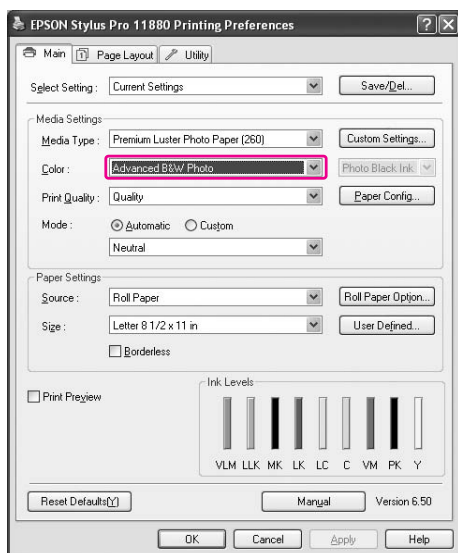 EPSON Stylus Pro 11880 Printing Preferences
Main Page Layout Utility
Select Setting : Current Settings Save/Del...
Media Settings
Media Type : Premium Luster Photo Paper (260) Custom Settings...
Color : Advanced B&W Photo Photo Black Ink
Print Quality : Quality Paper Config...
Mode : Automatic Custom
Neutral
Paper Settings
Source : Roll Paper Roll Paper Option...
Size : Letter 8 1/2 x 11 in User Defined...
Borderless
Print Preview
Ink Levels
VLM LLK MK LK LC C VM PK Y
Reset Defaults(Y) Manual Version 6.50
OK Cancel Apply Help